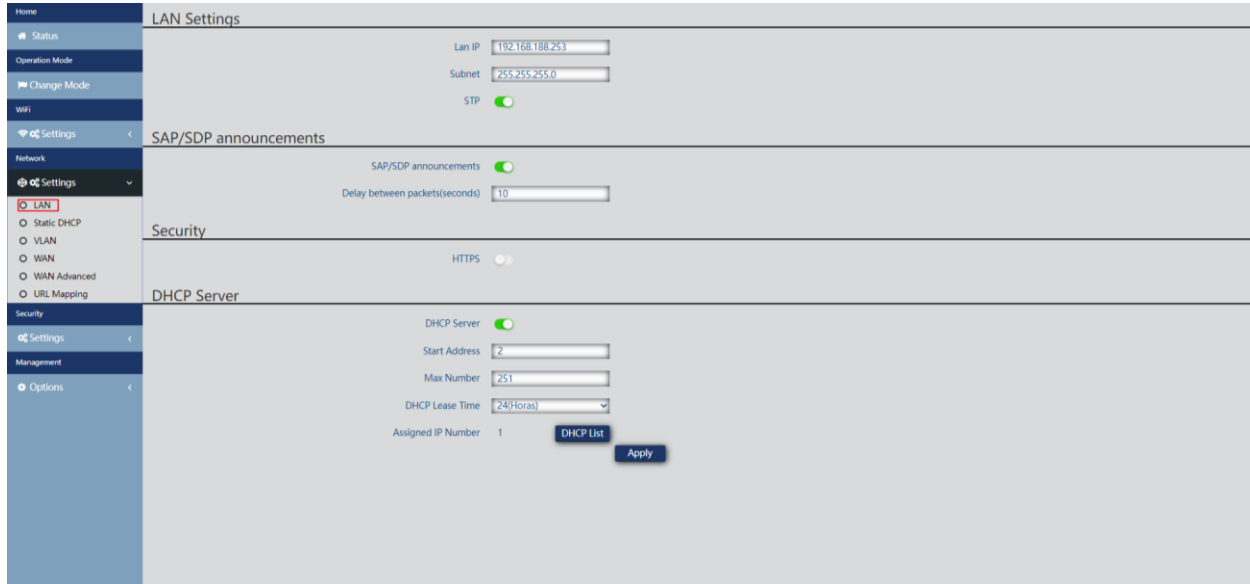 Home
Status
Operation Mode
Change Mode
WiFi
Settings
Network
Settings
LAN
Static DHCP
VLAN
WAN
WAN Advanced
URL Mapping
Security
Settings
Management
Options
LAN Settings
Lan IP 192.168.188.253
Subnet 255.255.255.0
STP
SAP/SDP announcements
SAP/SDP announcements
Delay between packets(seconds) 10
Security
HTTPS
DHCP Server
DHCP Server
Start Address 2
Max Number 251
DHCP Lease Time 24(Horas)
Assigned IP Number 1 DHCP List
Apply